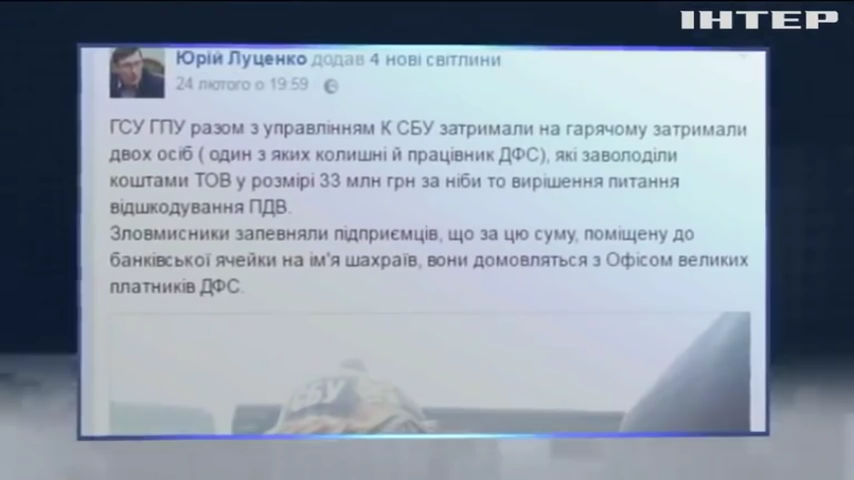 ІНТЕР
Юрій Луценко додав 4 нові світлини
24 лютого о 19:59
ГСУ ГПУ разом з управлінням К СБУ затримали на гарячому затримали
двох осіб ( один з яких колишні й працівник ДФС), які заволоділи
коштами ТОВ у розмірі 33 млн грн за ніби то вирішення питання
відшкодування ПДВ.
Зловмисники запевняли підприємців, що за цю суму, поміщену до
банківської ячейки на ім'я шахраїв, вони домовляться з Офісом великих
платників ДФС.
СБУ